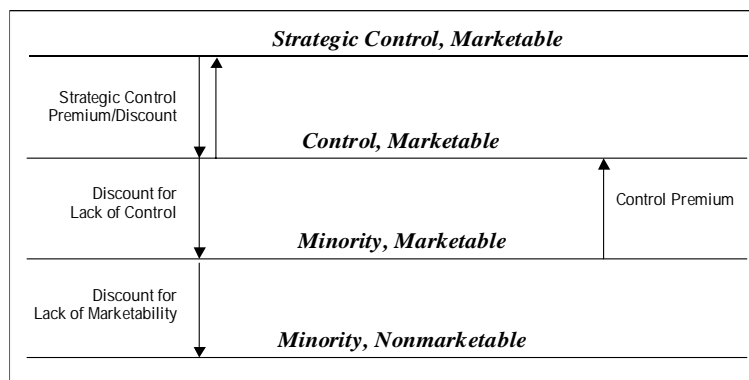 Strategic Control, Marketable
Strategic Control
Premium/Discount
Control, Marketable
Discount for
Lack of Control
Control Premium
Minority, Marketable
Discount for
Lack of Marketability
Minority, Nonmarketable